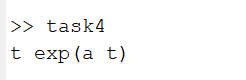 >> task4
t exp(a t)